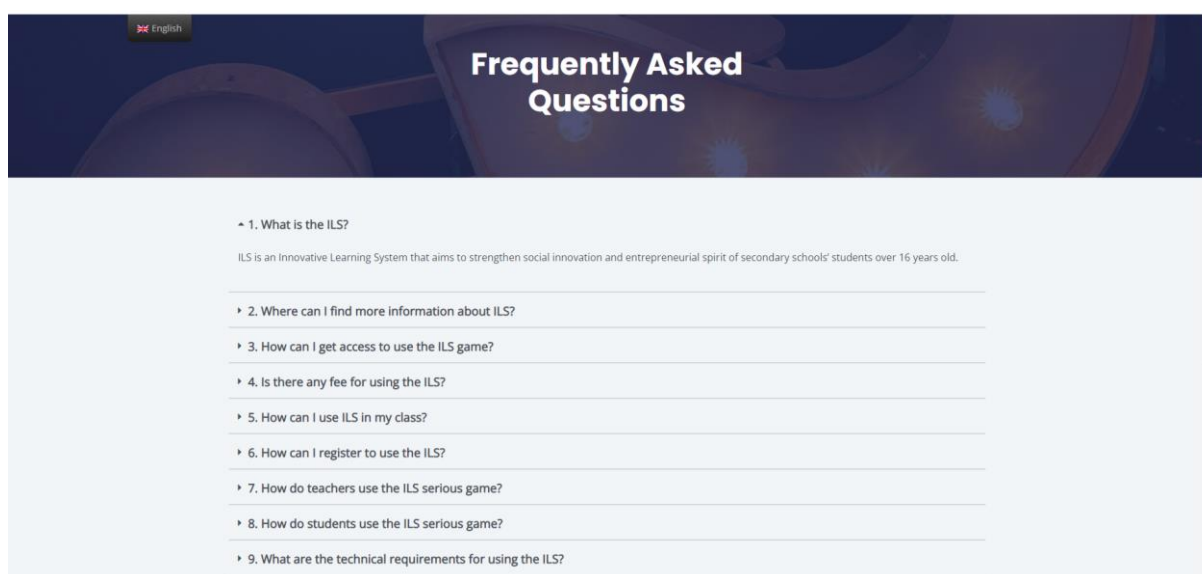 English
Frequently Asked
Questions
1. What is the ILS?
ILS is an Innovative Learning System that aims to strengthen social innovation and entrepreneurial spirit of secondary schools' students over 16 years old.
2. Where can I find more information about ILS?
3. How can I get access to use the ILS game?
4. Is there any fee for using the ILS?
5. How can I use ILS in my class?
6. How can I register to use the ILS?
7. How do teachers use the ILS serious game?
8. How do students use the ILS serious game?
9. What are the technical requirements for using the ILS?